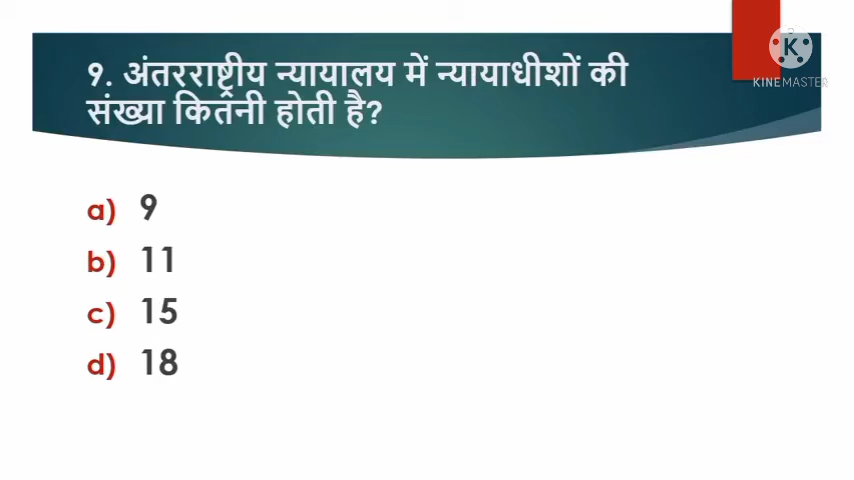 9. अंतरराष्ट्रीय न्यायालय में न्यायाधीशों की
संख्या कितनी होती है?
K
KINEMASTER
a) 9
b) 11
c) 15
d) 18